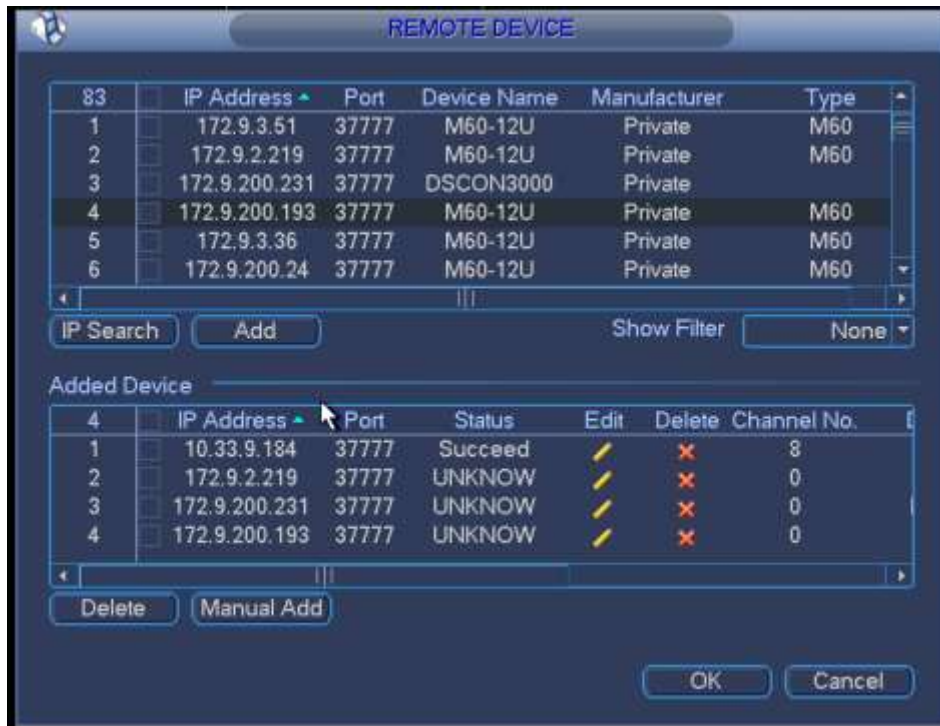 REMOTE DEVICE
83 IP Address Port Device Name Manufacturer Type
1 172.9.3.51 37777 M60-12U Private M60
2 172.9.2.219 37777 M60-12U Private M60
3 172.9.200.231 37777 DSCON3000 Private
4 172.9.200.193 37777 M60-12U Private M60
5 172.9.3.36 37777 M60-12U Private M60
6 172.9.200.24 37777 M60-12U Private M60
IP Search Add Show Filter None
Added Device
4 IP Address Port Status Edit Delete Channel No.
1 10.33.9.184 37777 Succeed 8
2 172.9.2.219 37777 UNKNOW 0
3 172.9.200.231 37777 UNKNOW 0
4 172.9.200.193 37777 UNKNOW 0
Delete Manual Add
OK Cancel